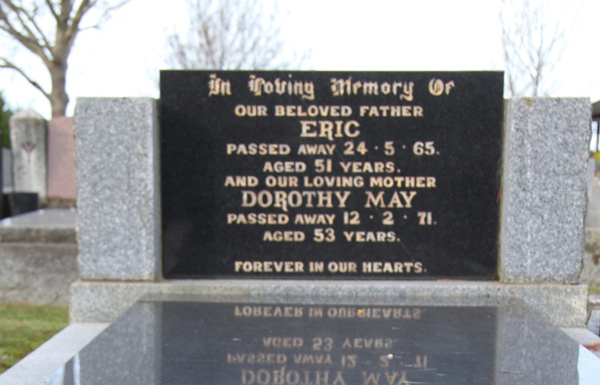 In Loving Memory Of
OUR BELOVED FATHER
ERIC
PASSED AWAY 24 · 5 · 65.
AGED 51 YEARS.
AND OUR LOVING MOTHER
DOROTHY MAY
PASSED AWAY 12 · 2 · 71.
AGED 53 YEARS.
FOREVER IN OUR HEARTS.